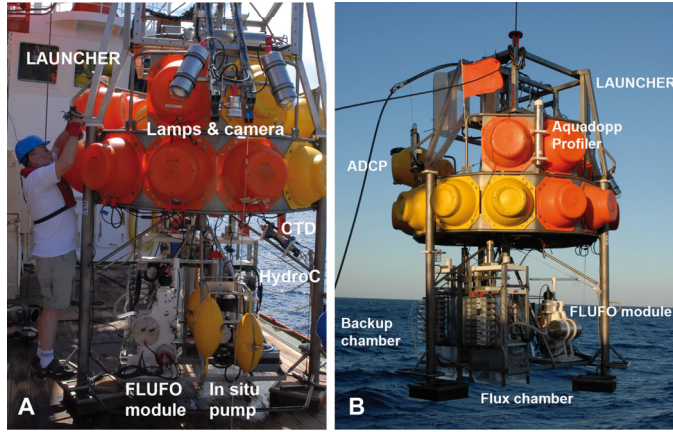 LAUNCHER
Lamps & camera
CTD
HydroC
FLUFO
module
In situ
pump
A
LAUNCHER
Aquadopp
Profiler
ADCP
Backup
chamber
FLUFO module
Flux chamber
B